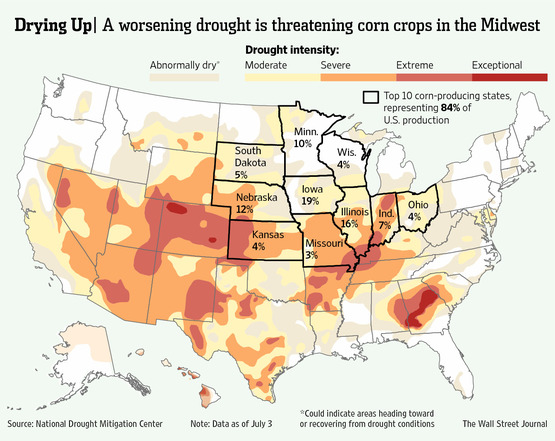 Drying Up| A worsening drought is threatening corn crops in the Midwest
Drought intensity:
Abnormally dry* Moderate Severe Extreme Exceptional
Top 10 corn-producing states,
representing 84% of
U.S. production
Minn.
10%
Wis.
4%
South
Dakota
5%
Iowa
19%
Nebraska
12%
Illinois
16%
Ind.
7%
Ohio
4%
Kansas
4%
Missouri
3%
*Could indicate areas heading toward
or recovering from drought conditions
Source: National Drought Mitigation Center
Note: Data as of July 3
The Wall Street Journal